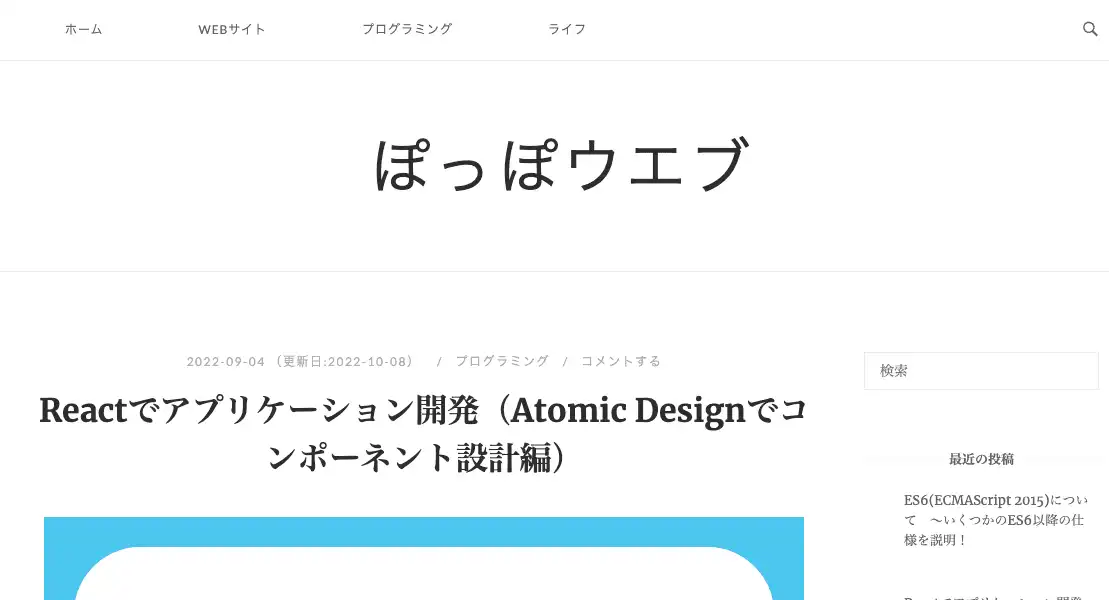 ホーム
WEBサイト
プログラミング
ライフ
ぽっぽウエブ
2022-09-04 （更新日:2022-10-08） / プログラミング / コメントする
Reactでアプリケーション開発（Atomic Designでコ
ンポーネント設計編）
検索
最近の投稿
ES6(ECMAScript 2015)につい
て　〜いくつかのES6以降の仕
様を説明！